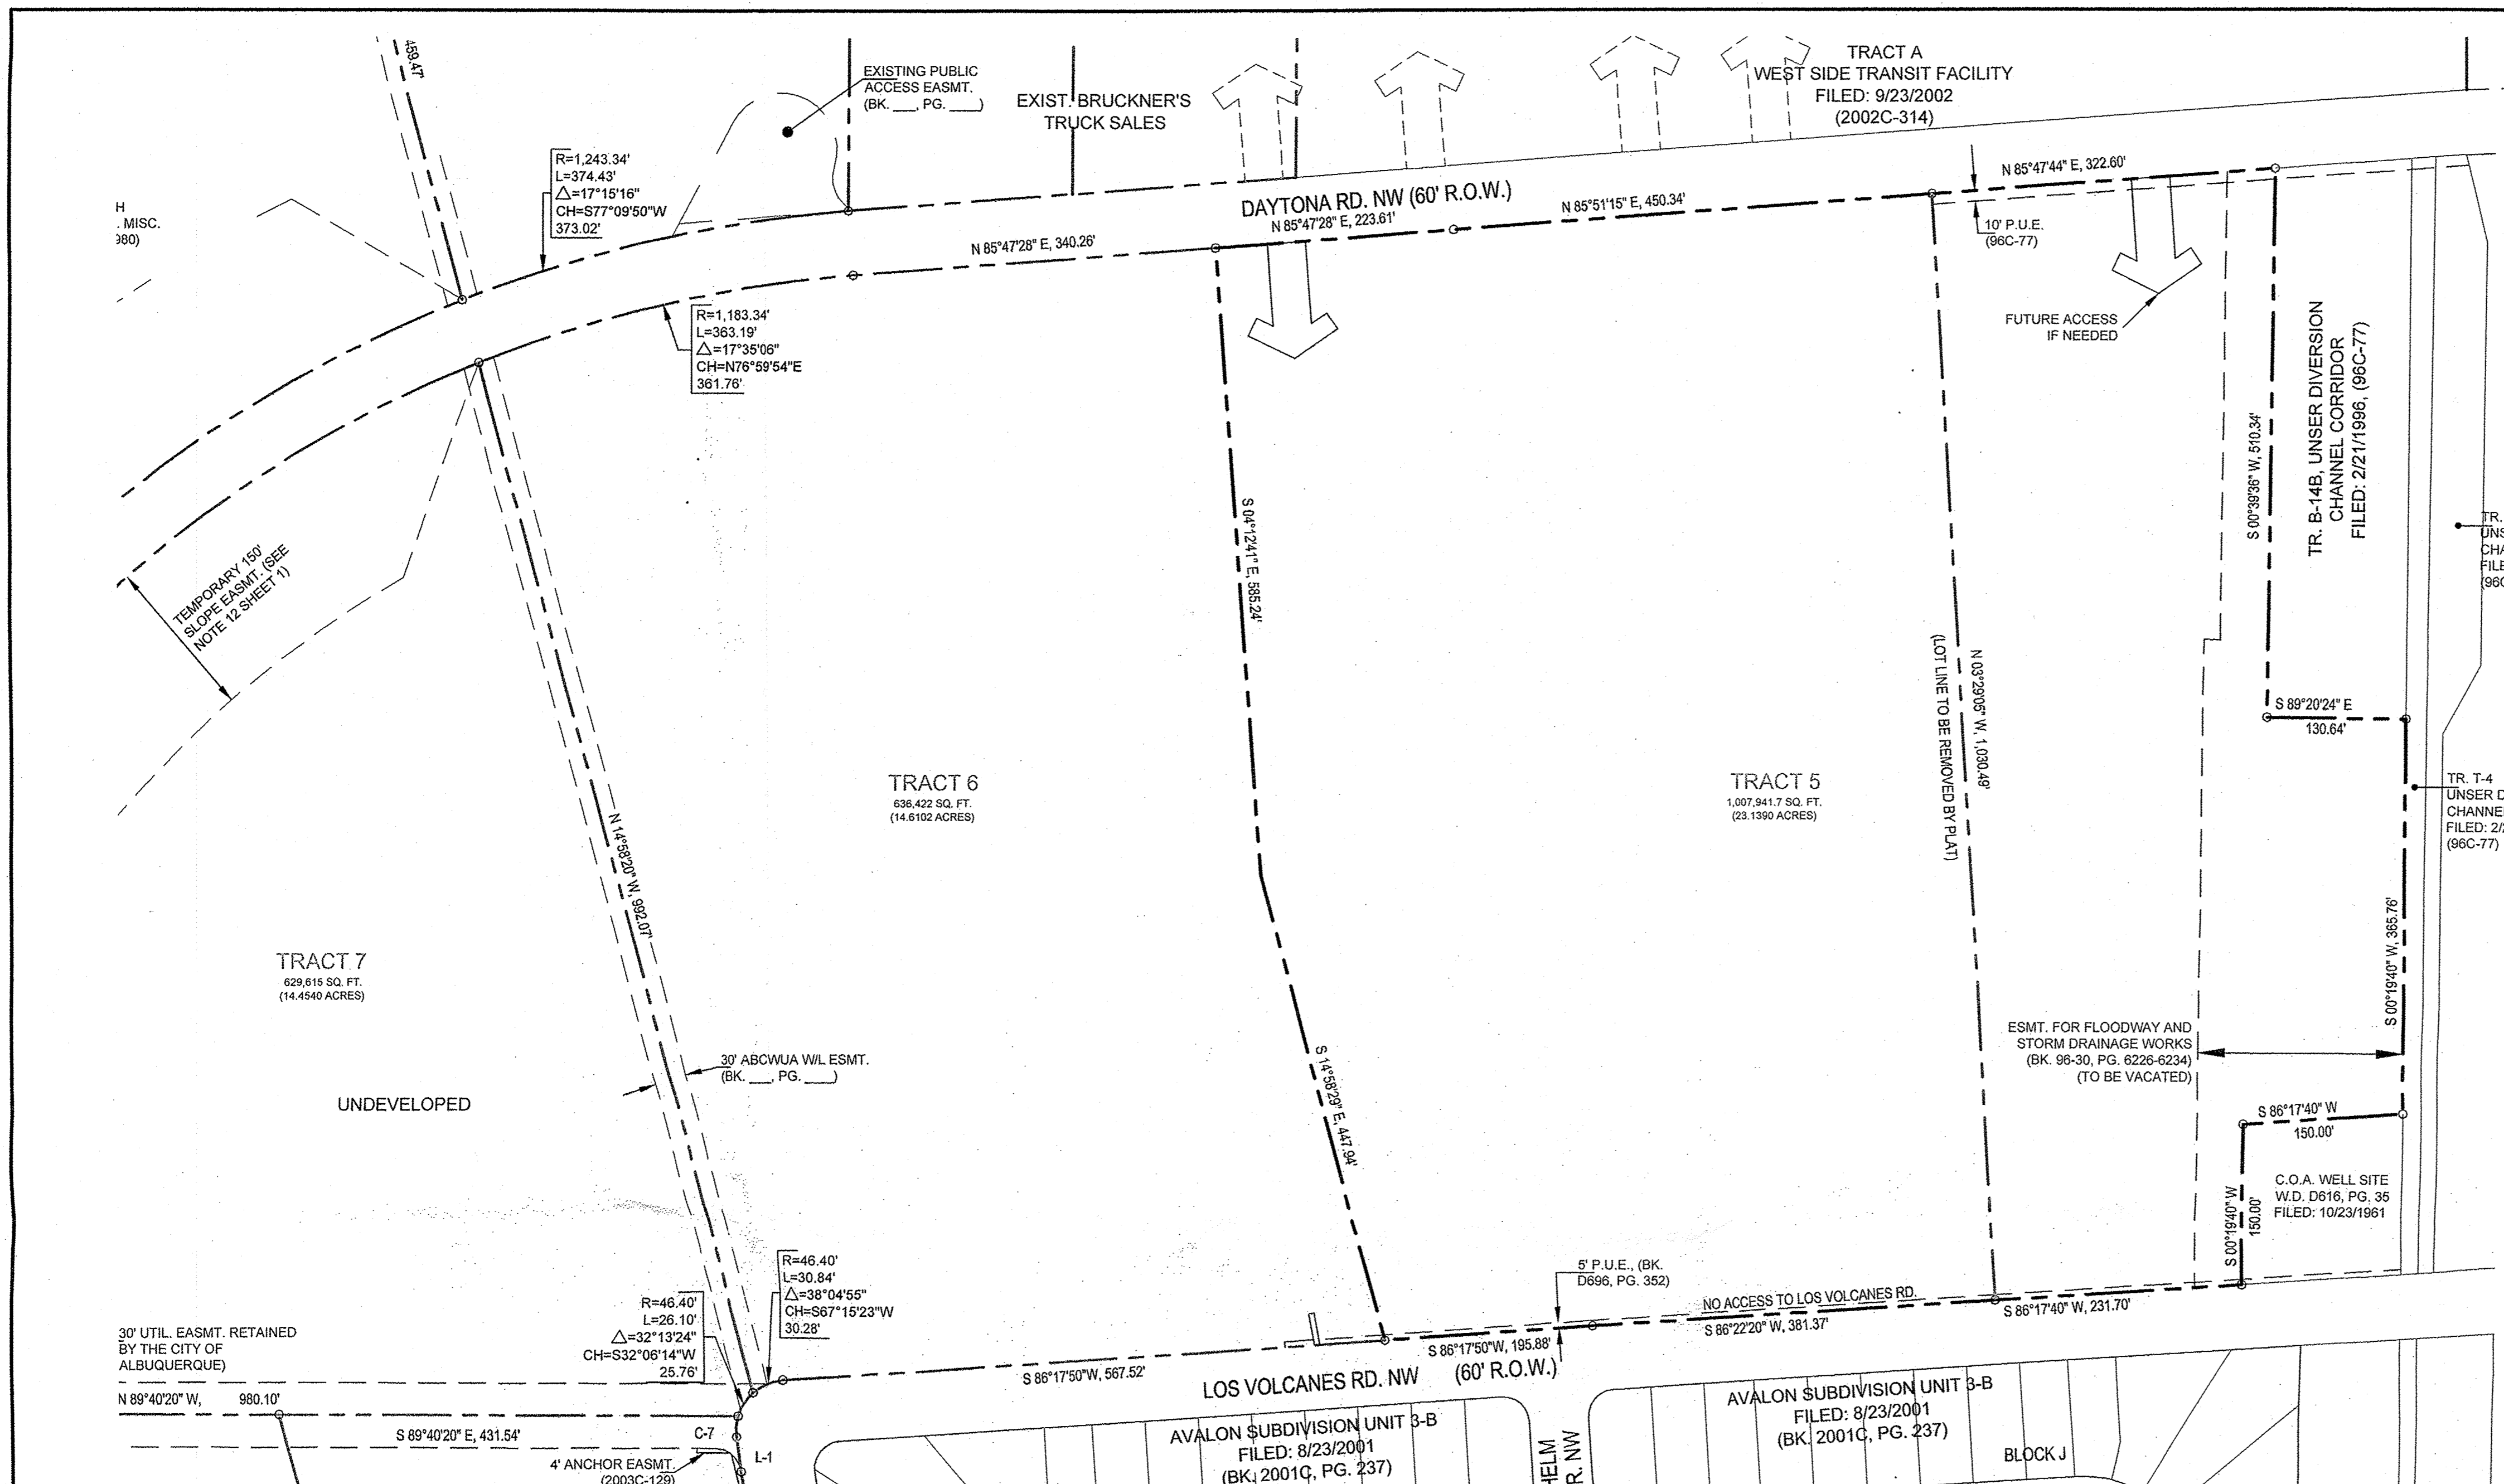 459.47'
EXISTING PUBLIC
ACCESS EASMT.
(BK. ___, PG. ____)
EXIST. BRUCKNER'S
TRUCK SALES
TRACT A
WEST SIDE TRANSIT FACILITY
FILED: 9/23/2002
(2002C-314)
H
. MISC.
980)
R=1,243.34'
L=374.43'
△=17°15'16"
CH=S77°09'50"W
373.02'
DAYTONA RD. NW (60' R.O.W.)
N 85°47'28" E, 340.26'
N 85°47'28" E, 223.61'
N 85°51'15" E, 450.34'
N 85°47'44" E, 322.60'
10' P.U.E.
(96C-77)
R=1,183.34'
L=363.19'
△=17°35'06"
CH=N76°59'54"E
361.76'
FUTURE ACCESS
IF NEEDED
TR. B-14B, UNSER DIVERSION
CHANNEL CORRIDOR
FILED: 2/21/1996, (96C-77)
S 00°39'36" W, 510.34'
TR.
UNS
CHA
FILE
(96C
TEMPORARY 150'
SLOPE EASMT. (SEE
NOTE 12 SHEET 1)
S 04°12'41" E, 585.24'
N 03°29'05" W, 1,030.49'
(LOT LINE TO BE REMOVED BY PLAT)
S 89°20'24" E
130.64'
TRACT 6
636,422 SQ. FT.
(14.6102 ACRES)
TRACT 5
1,007,941.7 SQ. FT.
(23.1390 ACRES)
TR. T-4
UNSER D
CHANNEL
FILED: 2/2
(96C-77)
N 14°58'20" W, 992.07'
TRACT 7
629,615 SQ. FT.
(14.4540 ACRES)
S 00°19'40" W, 365.76'
30' ABCWUA W/L ESMT.
(BK. ___, PG. ____)
UNDEVELOPED
S 14°58'29" E, 447.94'
ESMT. FOR FLOODWAY AND
STORM DRAINAGE WORKS
(BK. 96-30, PG. 6226-6234)
(TO BE VACATED)
S 86°17'40" W
150.00'
C.O.A. WELL SITE
W.D. D616, PG. 35
FILED: 10/23/1961
S 00°19'40" W
150.00'
R=46.40'
L=30.84'
△=38°04'55"
CH=S67°15'23"W
30.28'
R=46.40'
L=26.10'
△=32°13'24"
CH=S32°06'14"W
25.76'
5' P.U.E., (BK.
D696, PG. 352)
NO ACCESS TO LOS VOLCANES RD.
S 86°17'40" W, 231.70'
S 86°22'20" W, 381.37'
S 86°17'50"W, 195.88'
S 86°17'50"W, 567.52'
LOS VOLCANES RD. NW (60' R.O.W.)
30' UTIL. EASMT. RETAINED
BY THE CITY OF
ALBUQUERQUE)
N 89°40'20" W, 980.10'
S 89°40'20" E, 431.54'
C-7
L-1
4' ANCHOR EASMT.
(2003C-129)
AVALON SUBDIVISION UNIT 3-B
FILED: 8/23/2001
(BK. 2001C, PG. 237)
HELM
R. NW
AVALON SUBDIVISION UNIT 3-B
FILED: 8/23/2001
(BK. 2001C, PG. 237)
BLOCK J